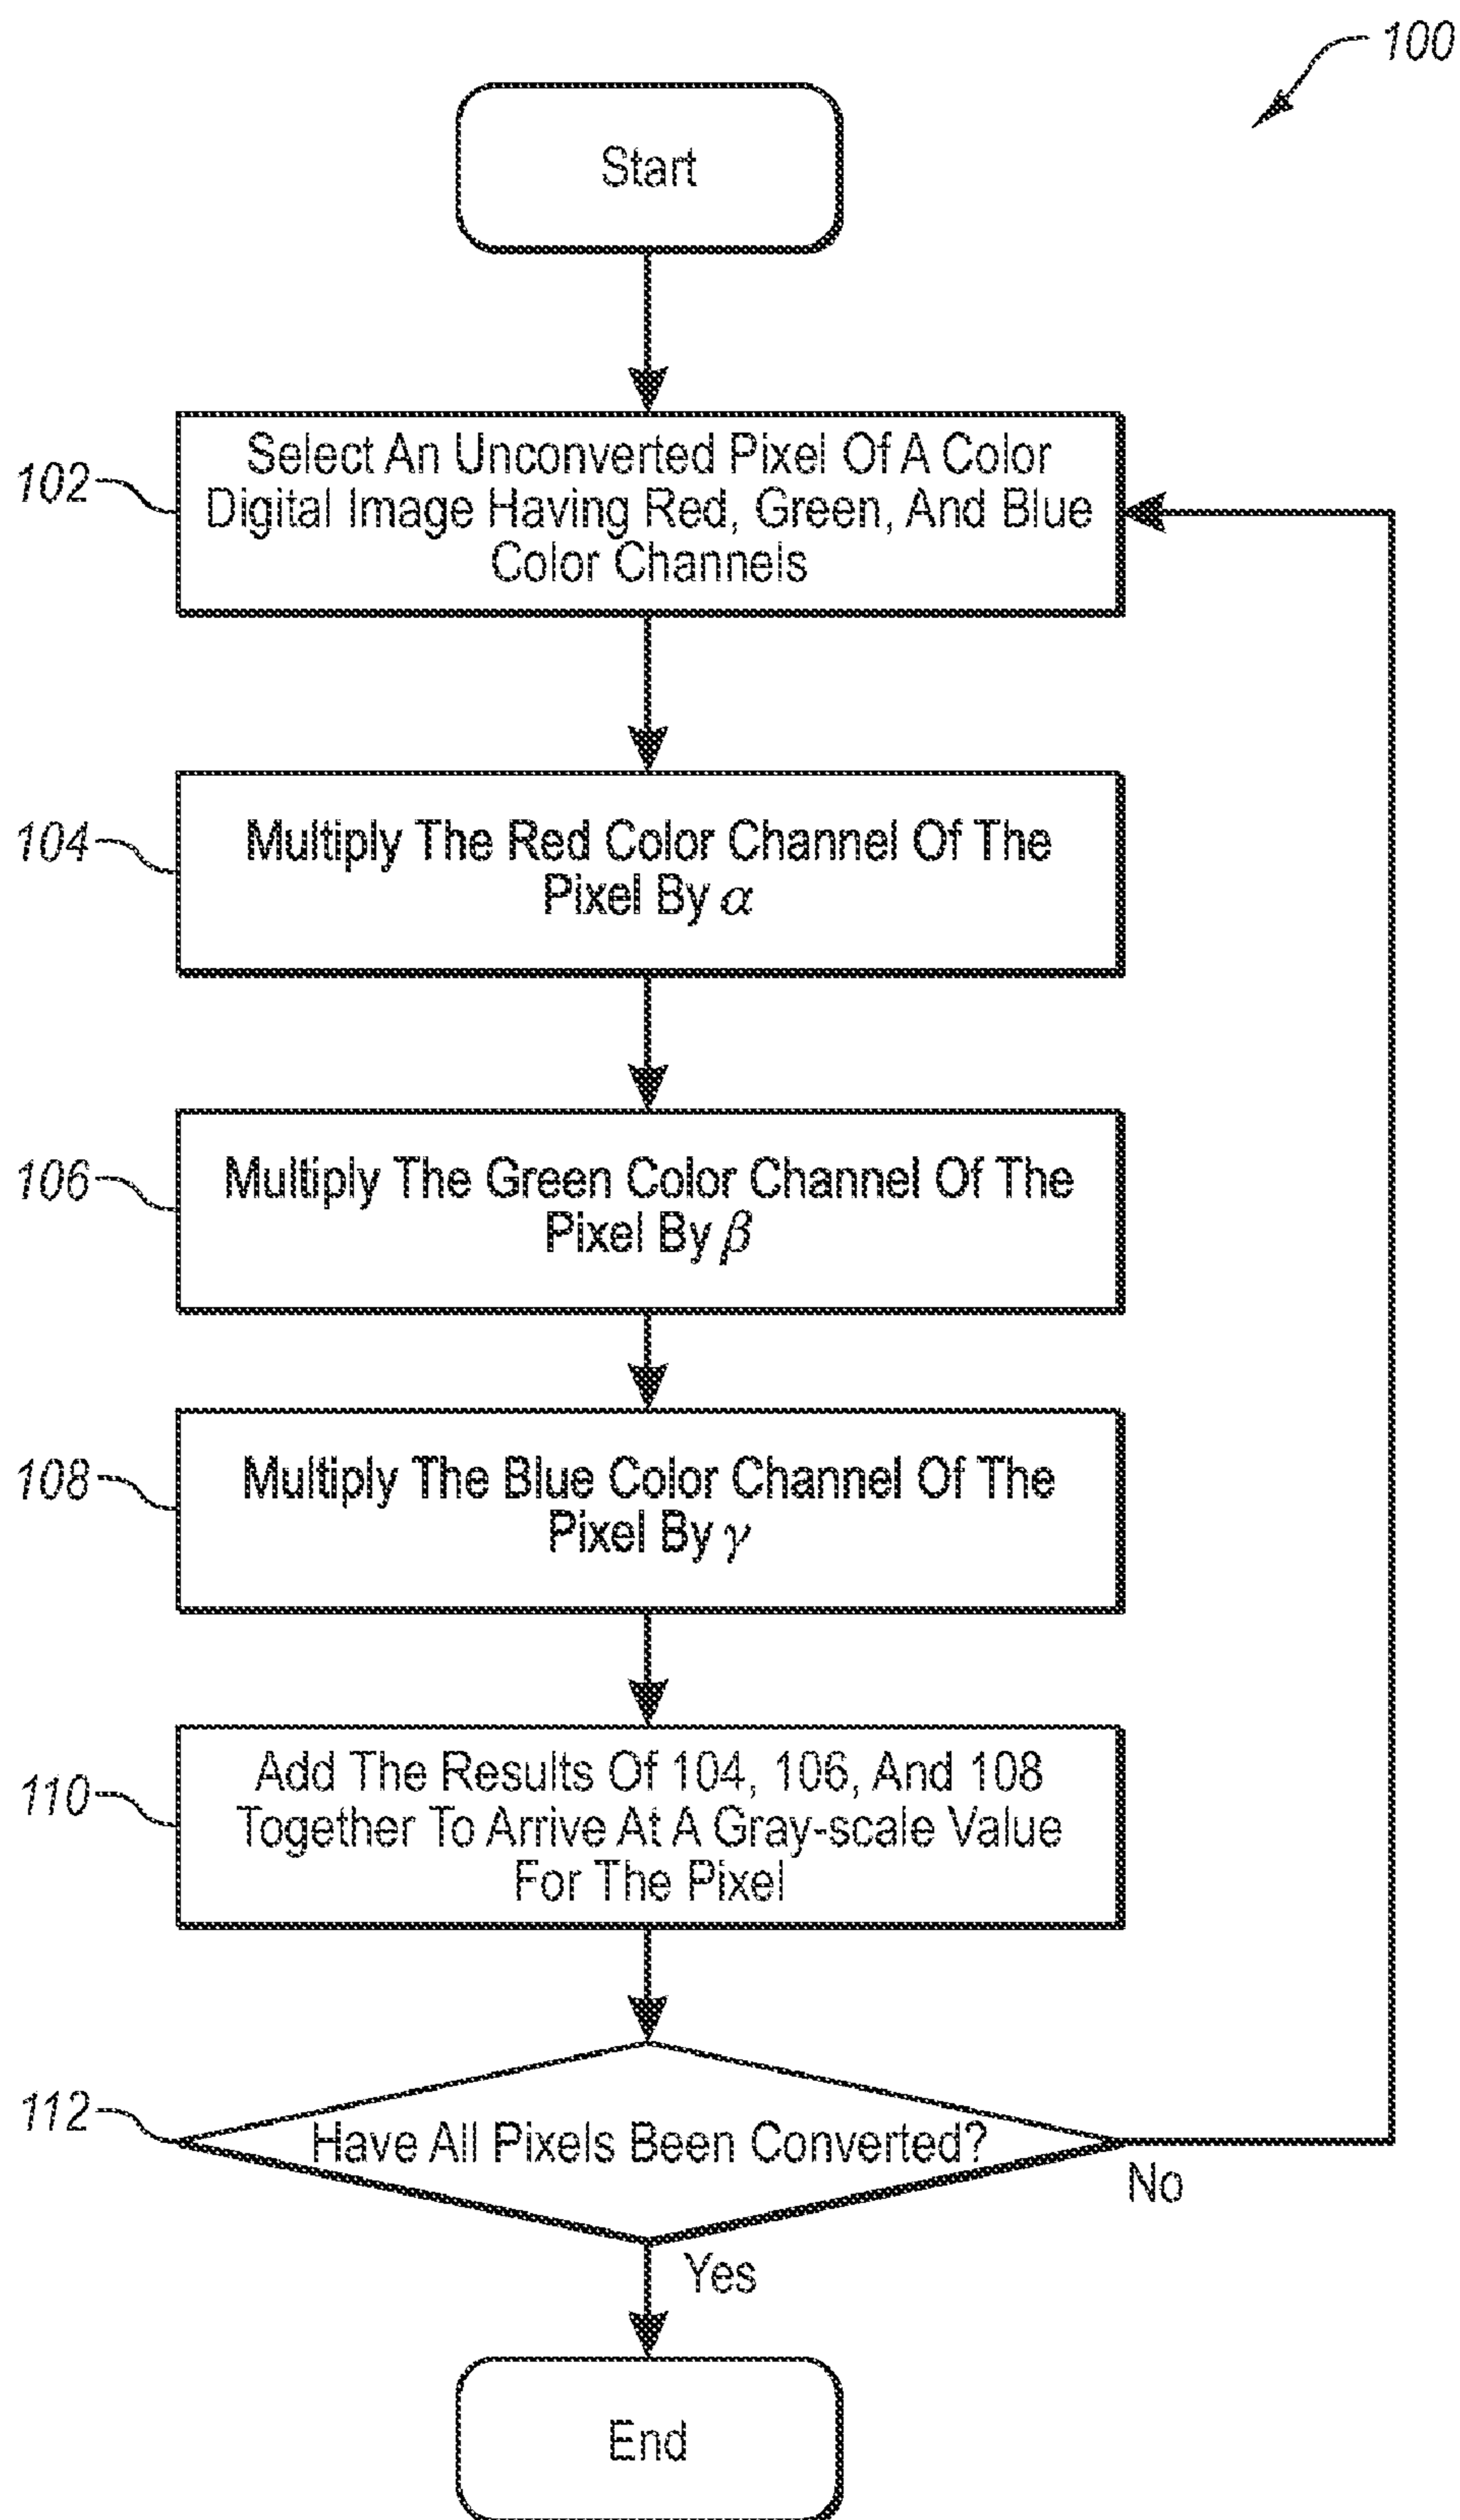 100
Start
102
Select An Unconverted Pixel Of A Color
Digital Image Having Red, Green, And Blue
Color Channels
104
Multiply The Red Color Channel Of The
Pixel By α
106
Multiply The Green Color Channel Of The
Pixel By β
108
Multiply The Blue Color Channel Of The
Pixel By γ
110
Add The Results Of 104, 106, And 108
Together To Arrive At A Gray-scale Value
For The Pixel
112
Have All Pixels Been Converted?
No
Yes
End